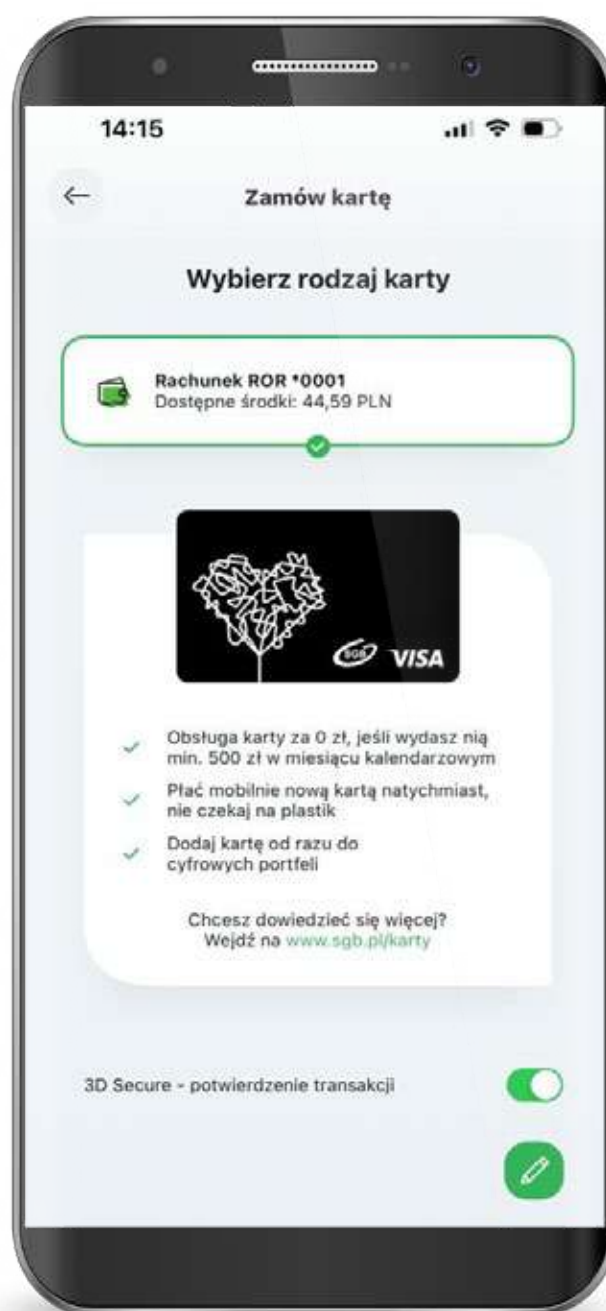 14:15
Zamów kartę
Wybierz rodzaj karty
Rachunek ROR *0001
Dostępne środki: 44,59 PLN
SGB VISA
Obsługa karty za 0 zł, jeśli wydasz nią
min. 500 zł w miesiącu kalendarzowym
Płać mobilnie nową kartą natychmiast,
nie czekaj na plastik
Dodaj kartę od razu do
cyfrowych portfeli
Chcesz dowiedzieć się więcej?
Wejdź na www.sgb.pl/karty
3D Secure - potwierdzenie transakcji